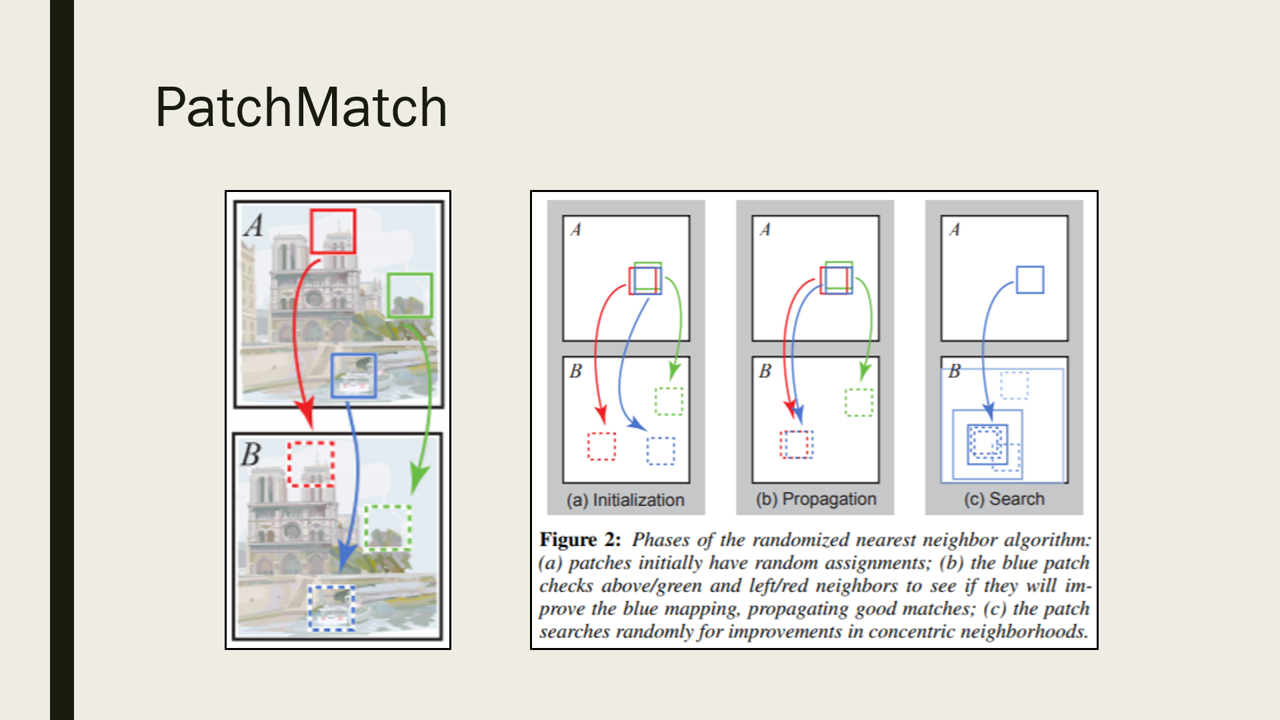 PatchMatch
A
B
A
B
(a) Initialization
A
B
(b) Propagation
A
B
(c) Search
Figure 2: Phases of the randomized nearest neighbor algorithm:
(a) patches initially have random assignments; (b) the blue patch
checks above/green and left/red neighbors to see if they will im-
prove the blue mapping, propagating good matches; (c) the patch
searches randomly for improvements in concentric neighborhoods.